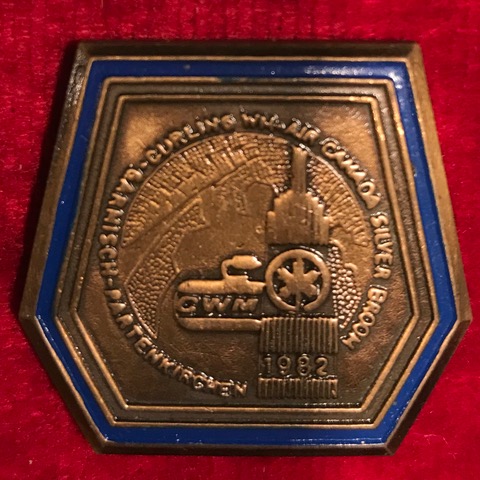 GARMISCH-PARTENKIRCHEN
CURLING WM-AIR CANADA SILVER BROOM
CWM
1982